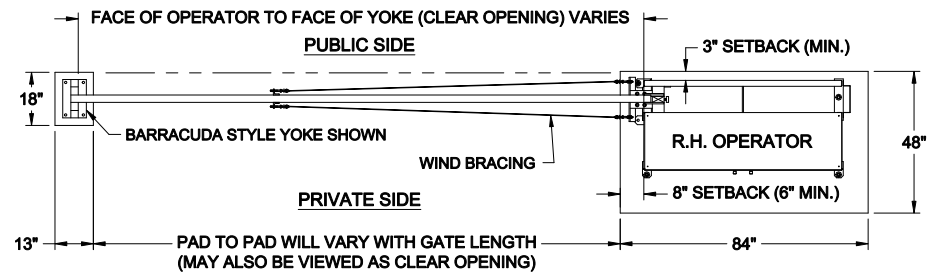 FACE OF OPERATOR TO FACE OF YOKE (CLEAR OPENING) VARIES
PUBLIC SIDE
3" SETBACK (MIN.)
18"
BARRACUDA STYLE YOKE SHOWN
R.H. OPERATOR
48"
WIND BRACING
8" SETBACK (6" MIN.)
PRIVATE SIDE
13"
PAD TO PAD WILL VARY WITH GATE LENGTH
(MAY ALSO BE VIEWED AS CLEAR OPENING)
84"